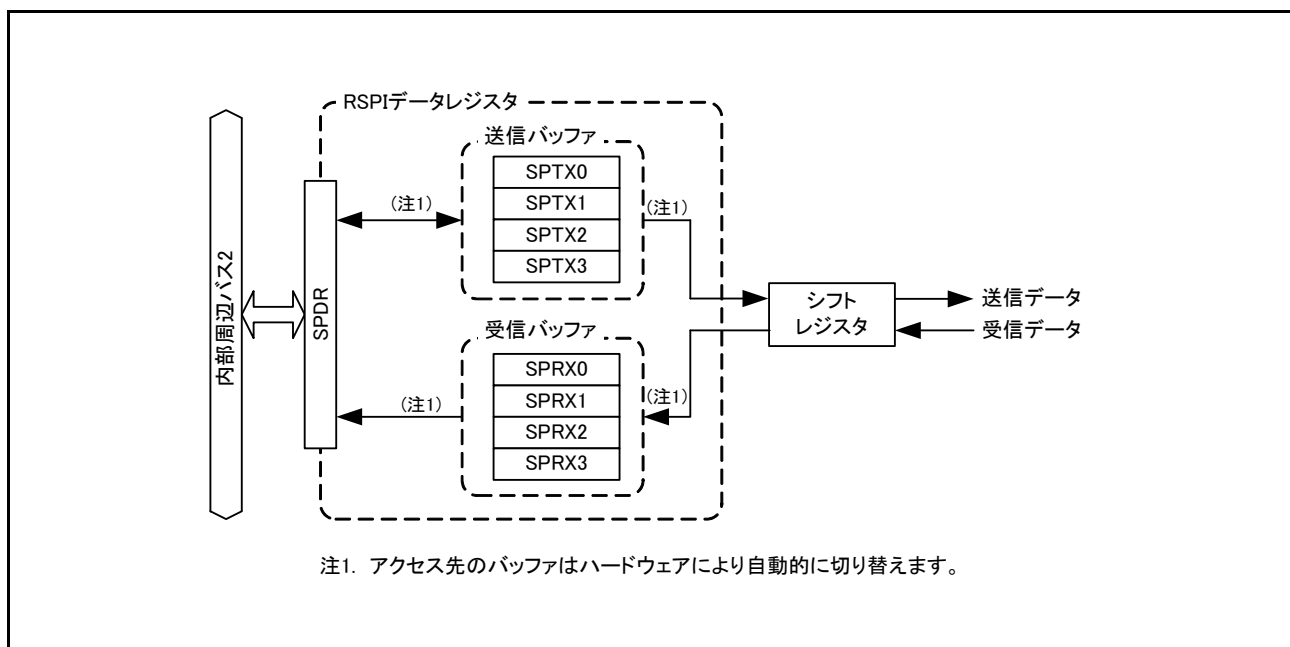 RSPIデータレジスタ
送信バッファ
SPTX0
SPTX1
SPTX2
SPTX3
(注1)
(注1)
内部周辺バス2
SPDR
シフト
レジスタ
送信データ
受信データ
受信バッファ
SPRX0
SPRX1
SPRX2
SPRX3
(注1)
(注1)
注1. アクセス先のバッファはハードウェアにより自動的に切り替えます。